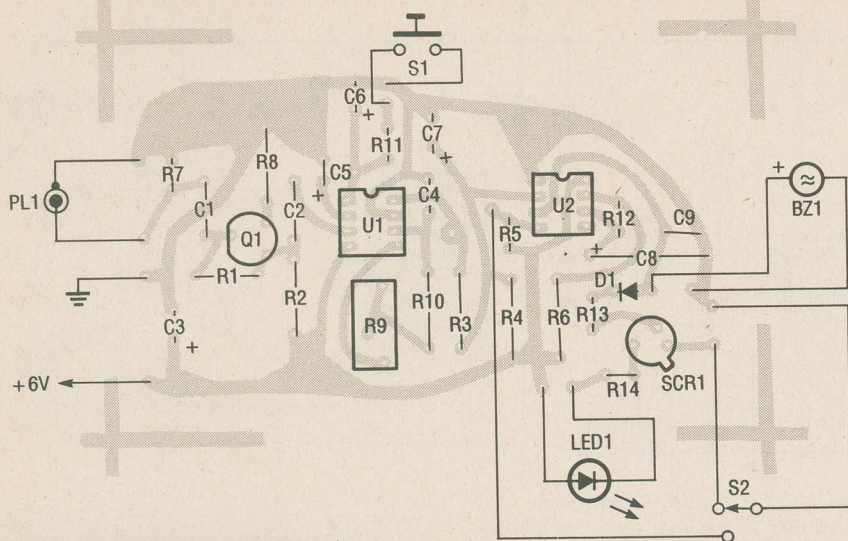 S1
C6
+
R11
C7
+
R7
R8
C5
+
C4
+
BZ1
PL1
C1
Q1
C2
U1
U2
R5
R12
C9
+
C8
R1
R2
R10
R3
D1
C3
+
R9
R4
R6
R13
+6V
R14
SCR1
LED1
S2